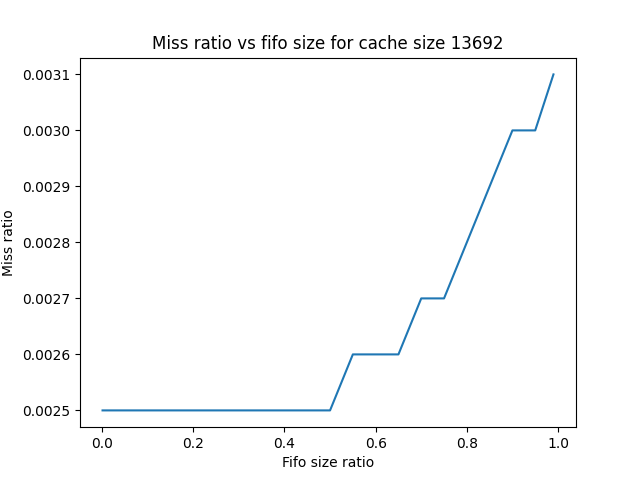 Miss ratio vs fifo size for cache size 13692
0.0031
0.0030
0.0029
0.0028
0.0027
0.0026
0.0025
Miss ratio
0.0 0.2 0.4 0.6 0.8 1.0
Fifo size ratio